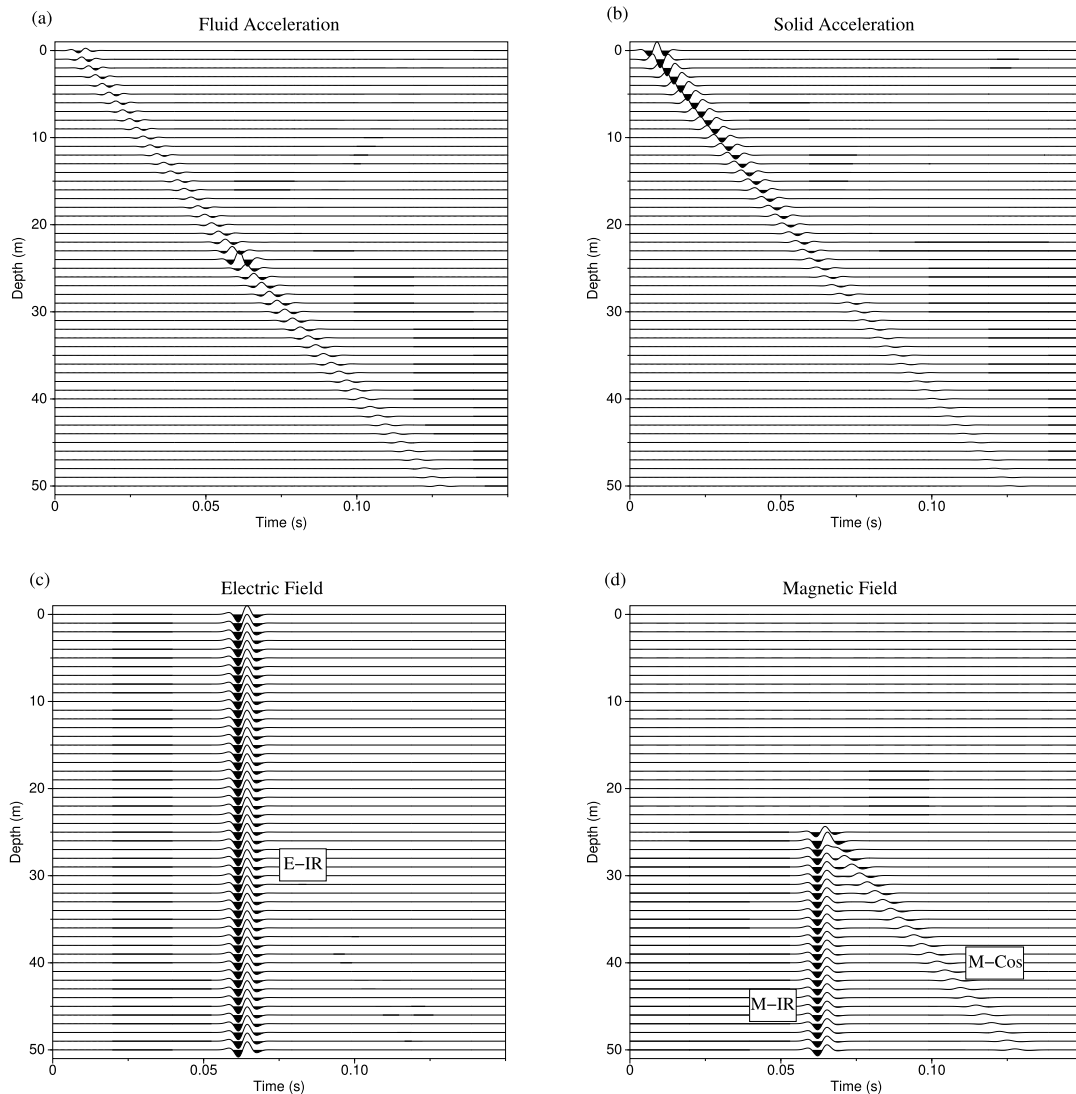 (a)
Fluid Acceleration
0
10
20
30
40
50
Depth (m)
0
0.05
0.10
Time (s)
(b)
Solid Acceleration
0
10
20
30
40
50
Depth (m)
0
0.05
0.10
Time (s)
(c)
Electric Field
0
10
20
30
40
50
Depth (m)
E−IR
0
0.05
0.10
Time (s)
(d)
Magnetic Field
0
10
20
30
40
50
Depth (m)
M−Cos
M−IR
0
0.05
0.10
Time (s)